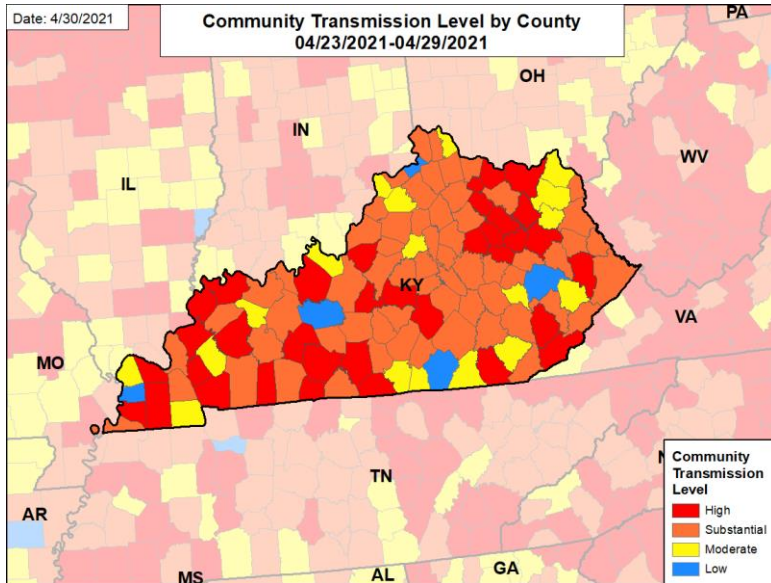 Date: 4/30/2021
Community Transmission Level by County
04/23/2021-04/29/2021
PA
OH
IN
WV
IL
KY
VA
MO
TN
N
AR
MS
AL
GA
Community
Transmission
Level
High
Substantial
Moderate
Low